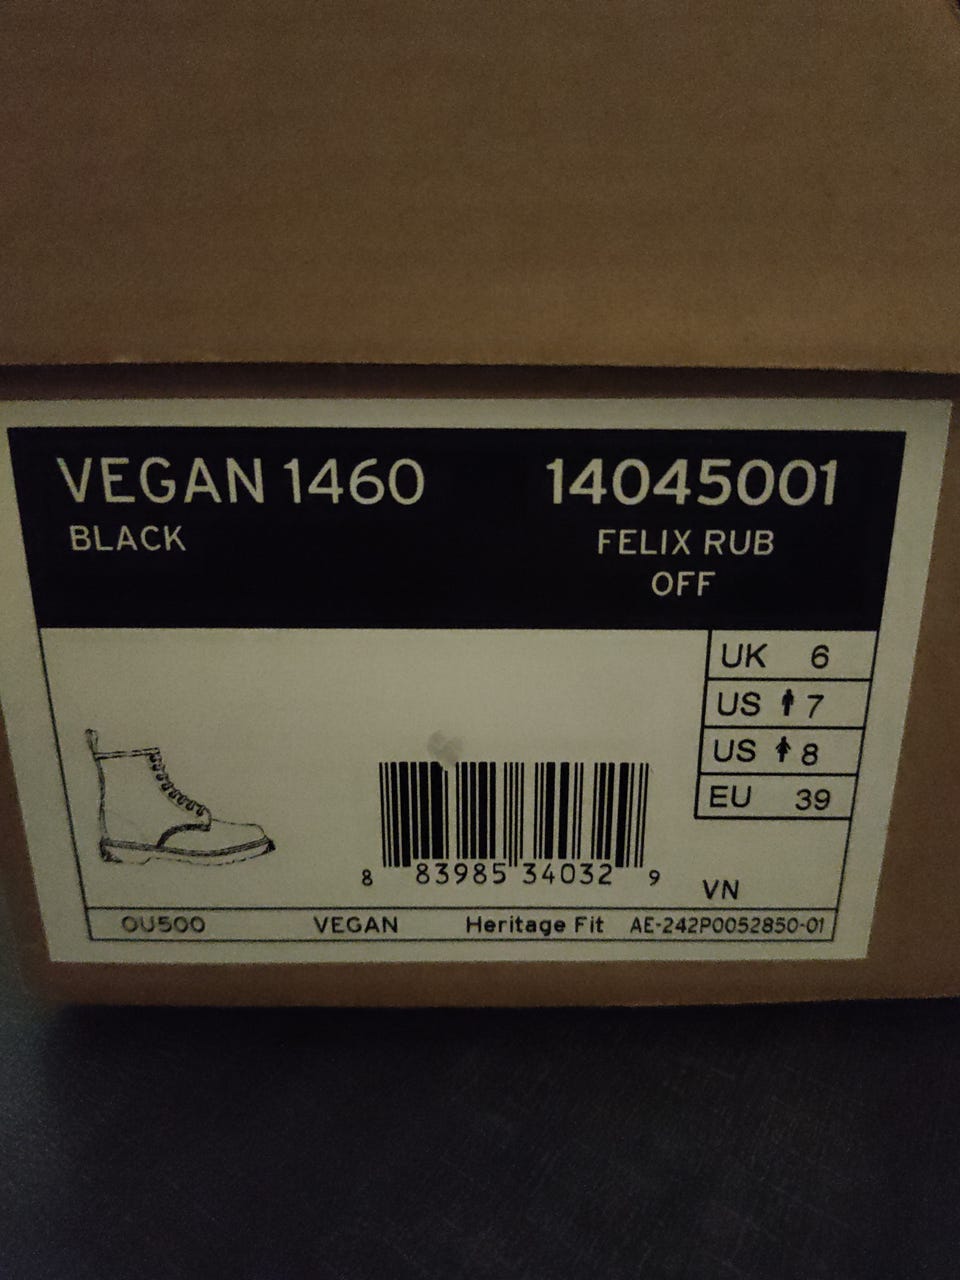 VEGAN 1460
BLACK
14045001
FELIX RUB
OFF
UK 6
US 7
US 8
EU 39
8 83985 34032 9
VN
OU500 VEGAN Heritage Fit AE-242P0052850-01